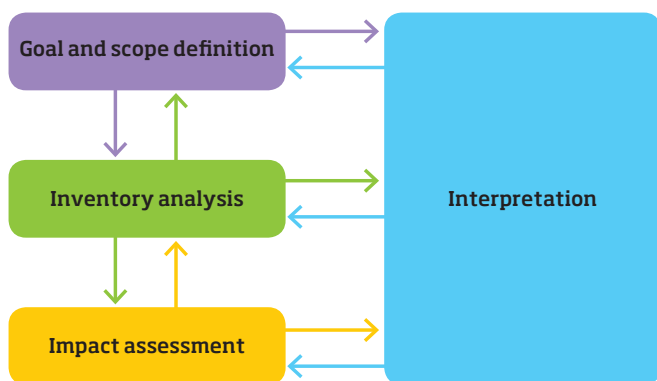 Goal and scope definition
Inventory analysis
Interpretation
Impact assessment